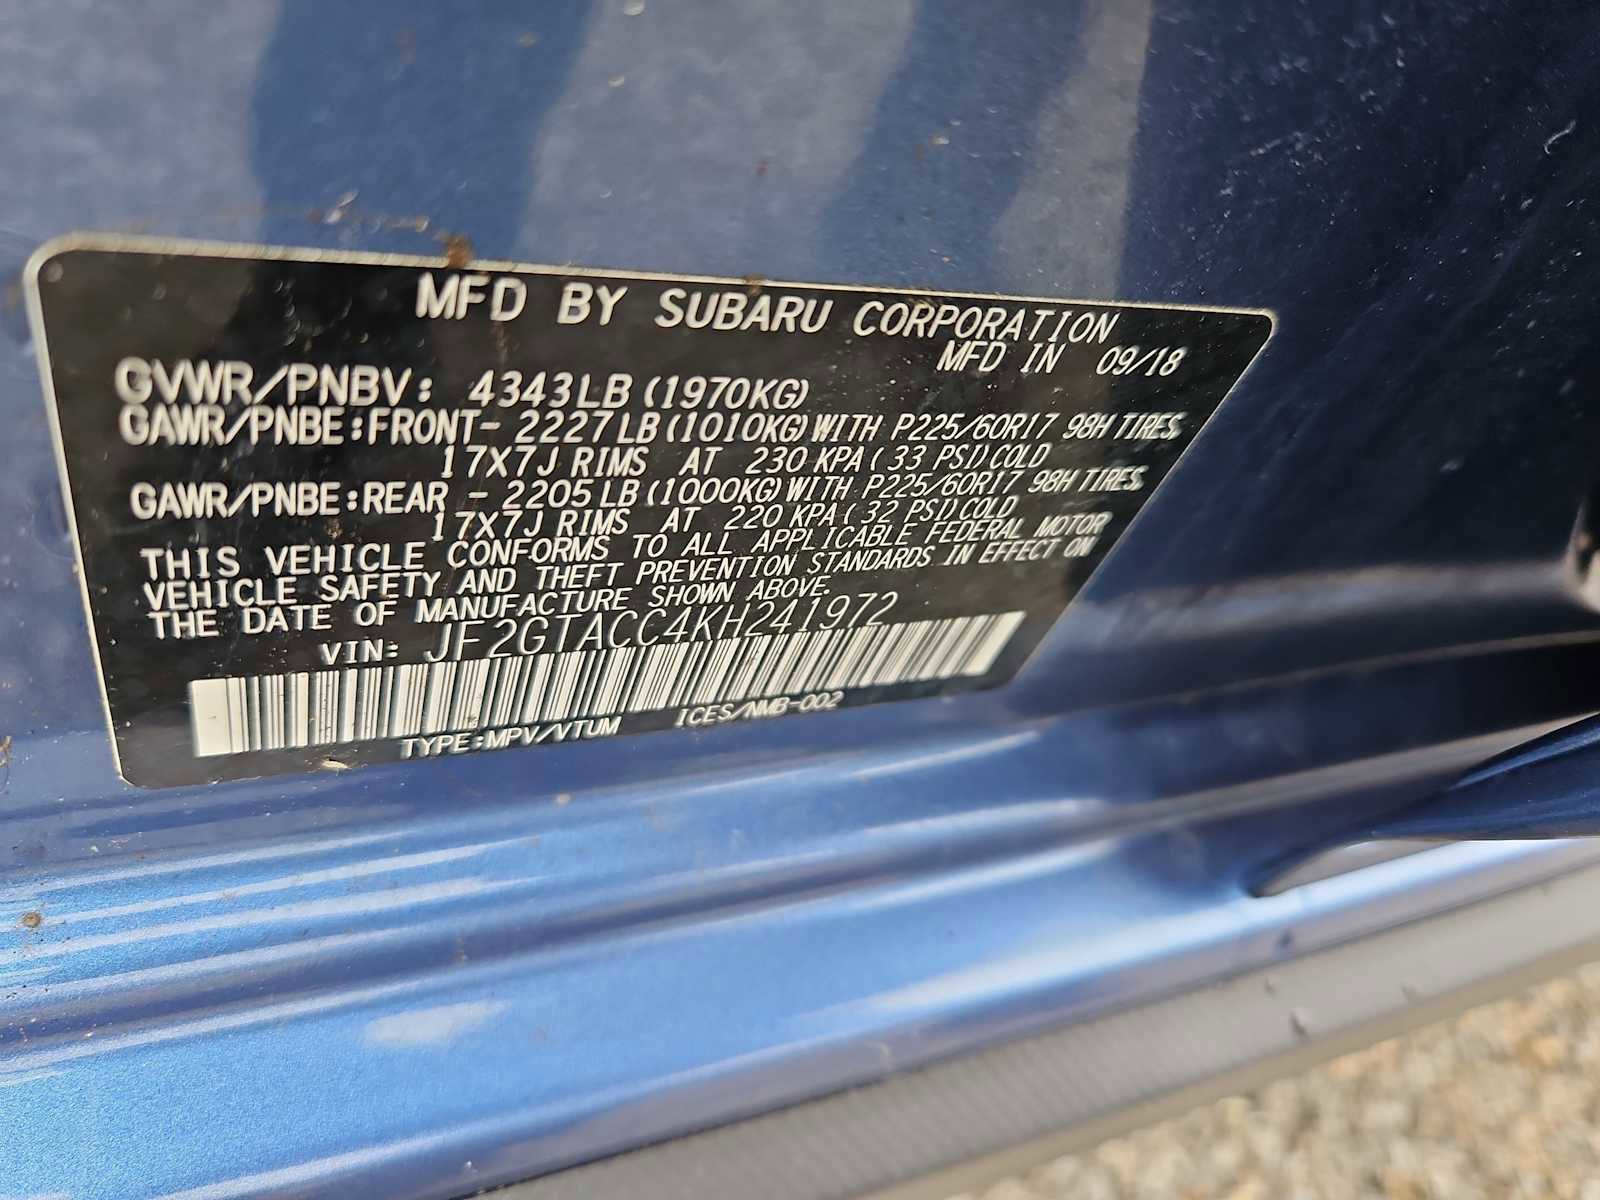 MFD BY SUBARU CORPORATION
MFD IN 09/18
GVWR/PNBV: 4343LB (1970KG)
GAWR/PNBE:FRONT- 2227LB (1010KG) WITH P225/60R17 98H TIRES,
17X7J RIMS AT 230 KPA ( 33 PSI) COLD
GAWR/PNBE:REAR - 2205LB (1000KG) WITH P225/60R17 98H TIRES,
17X7J RIMS AT 220 KPA ( 32 PSI) COLD
THIS VEHICLE CONFORMS TO ALL APPLICABLE FEDERAL MOTOR
VEHICLE SAFETY AND THEFT PREVENTION STANDARDS IN EFFECT ON
THE DATE OF MANUFACTURE SHOWN ABOVE.
VIN: JF2GTACC4KH241972
TYPE:MPV/VTUM ICES/NMB-002